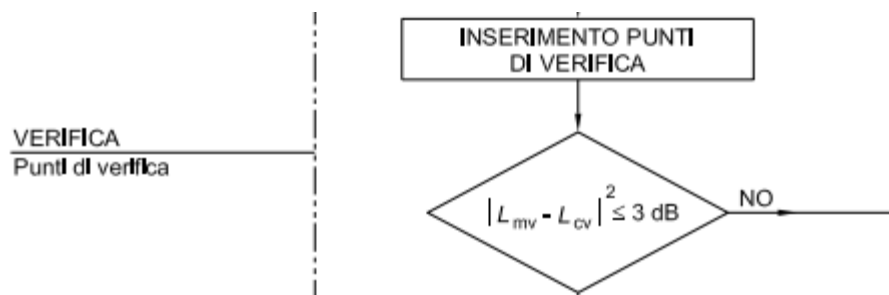 INSERIMENTO PUNTI
DI VERIFICA
VERIFICA
Punti di verifica
|L_mv - L_cv|^2 ≤ 3 dB
NO